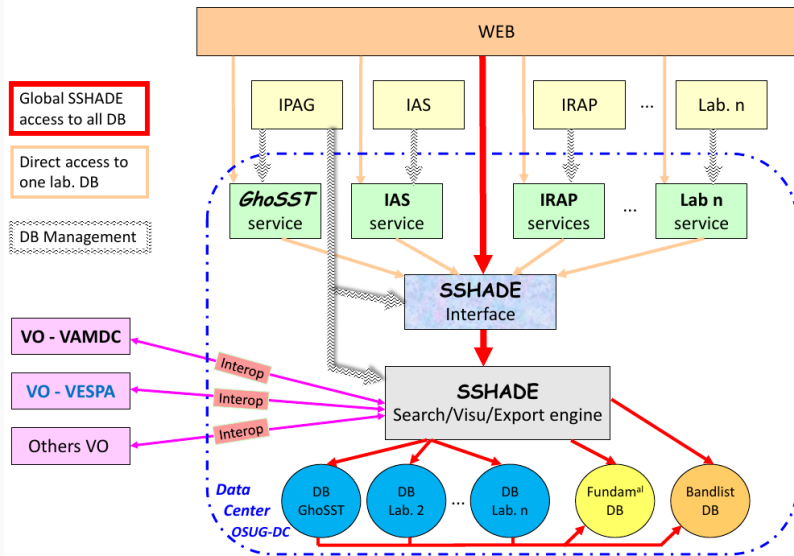 WEB
Global SSHADE
access to all DB
IPAG
IAS
IRAP
...
Lab. n
Direct access to
one lab. DB
GhoSST
service
IAS
service
IRAP
services
...
Lab n
service
DB Management
SSHADE
Interface
VO - VAMDC
Interop
VO - VESPA
Interop
Others VO
Interop
SSHADE
Search/Visu/Export engine
Data
Center
OSUG-DC
DB
GhoSST
DB
Lab. 2
...
DB
Lab. n
Fundamal
DB
Bandlist
DB